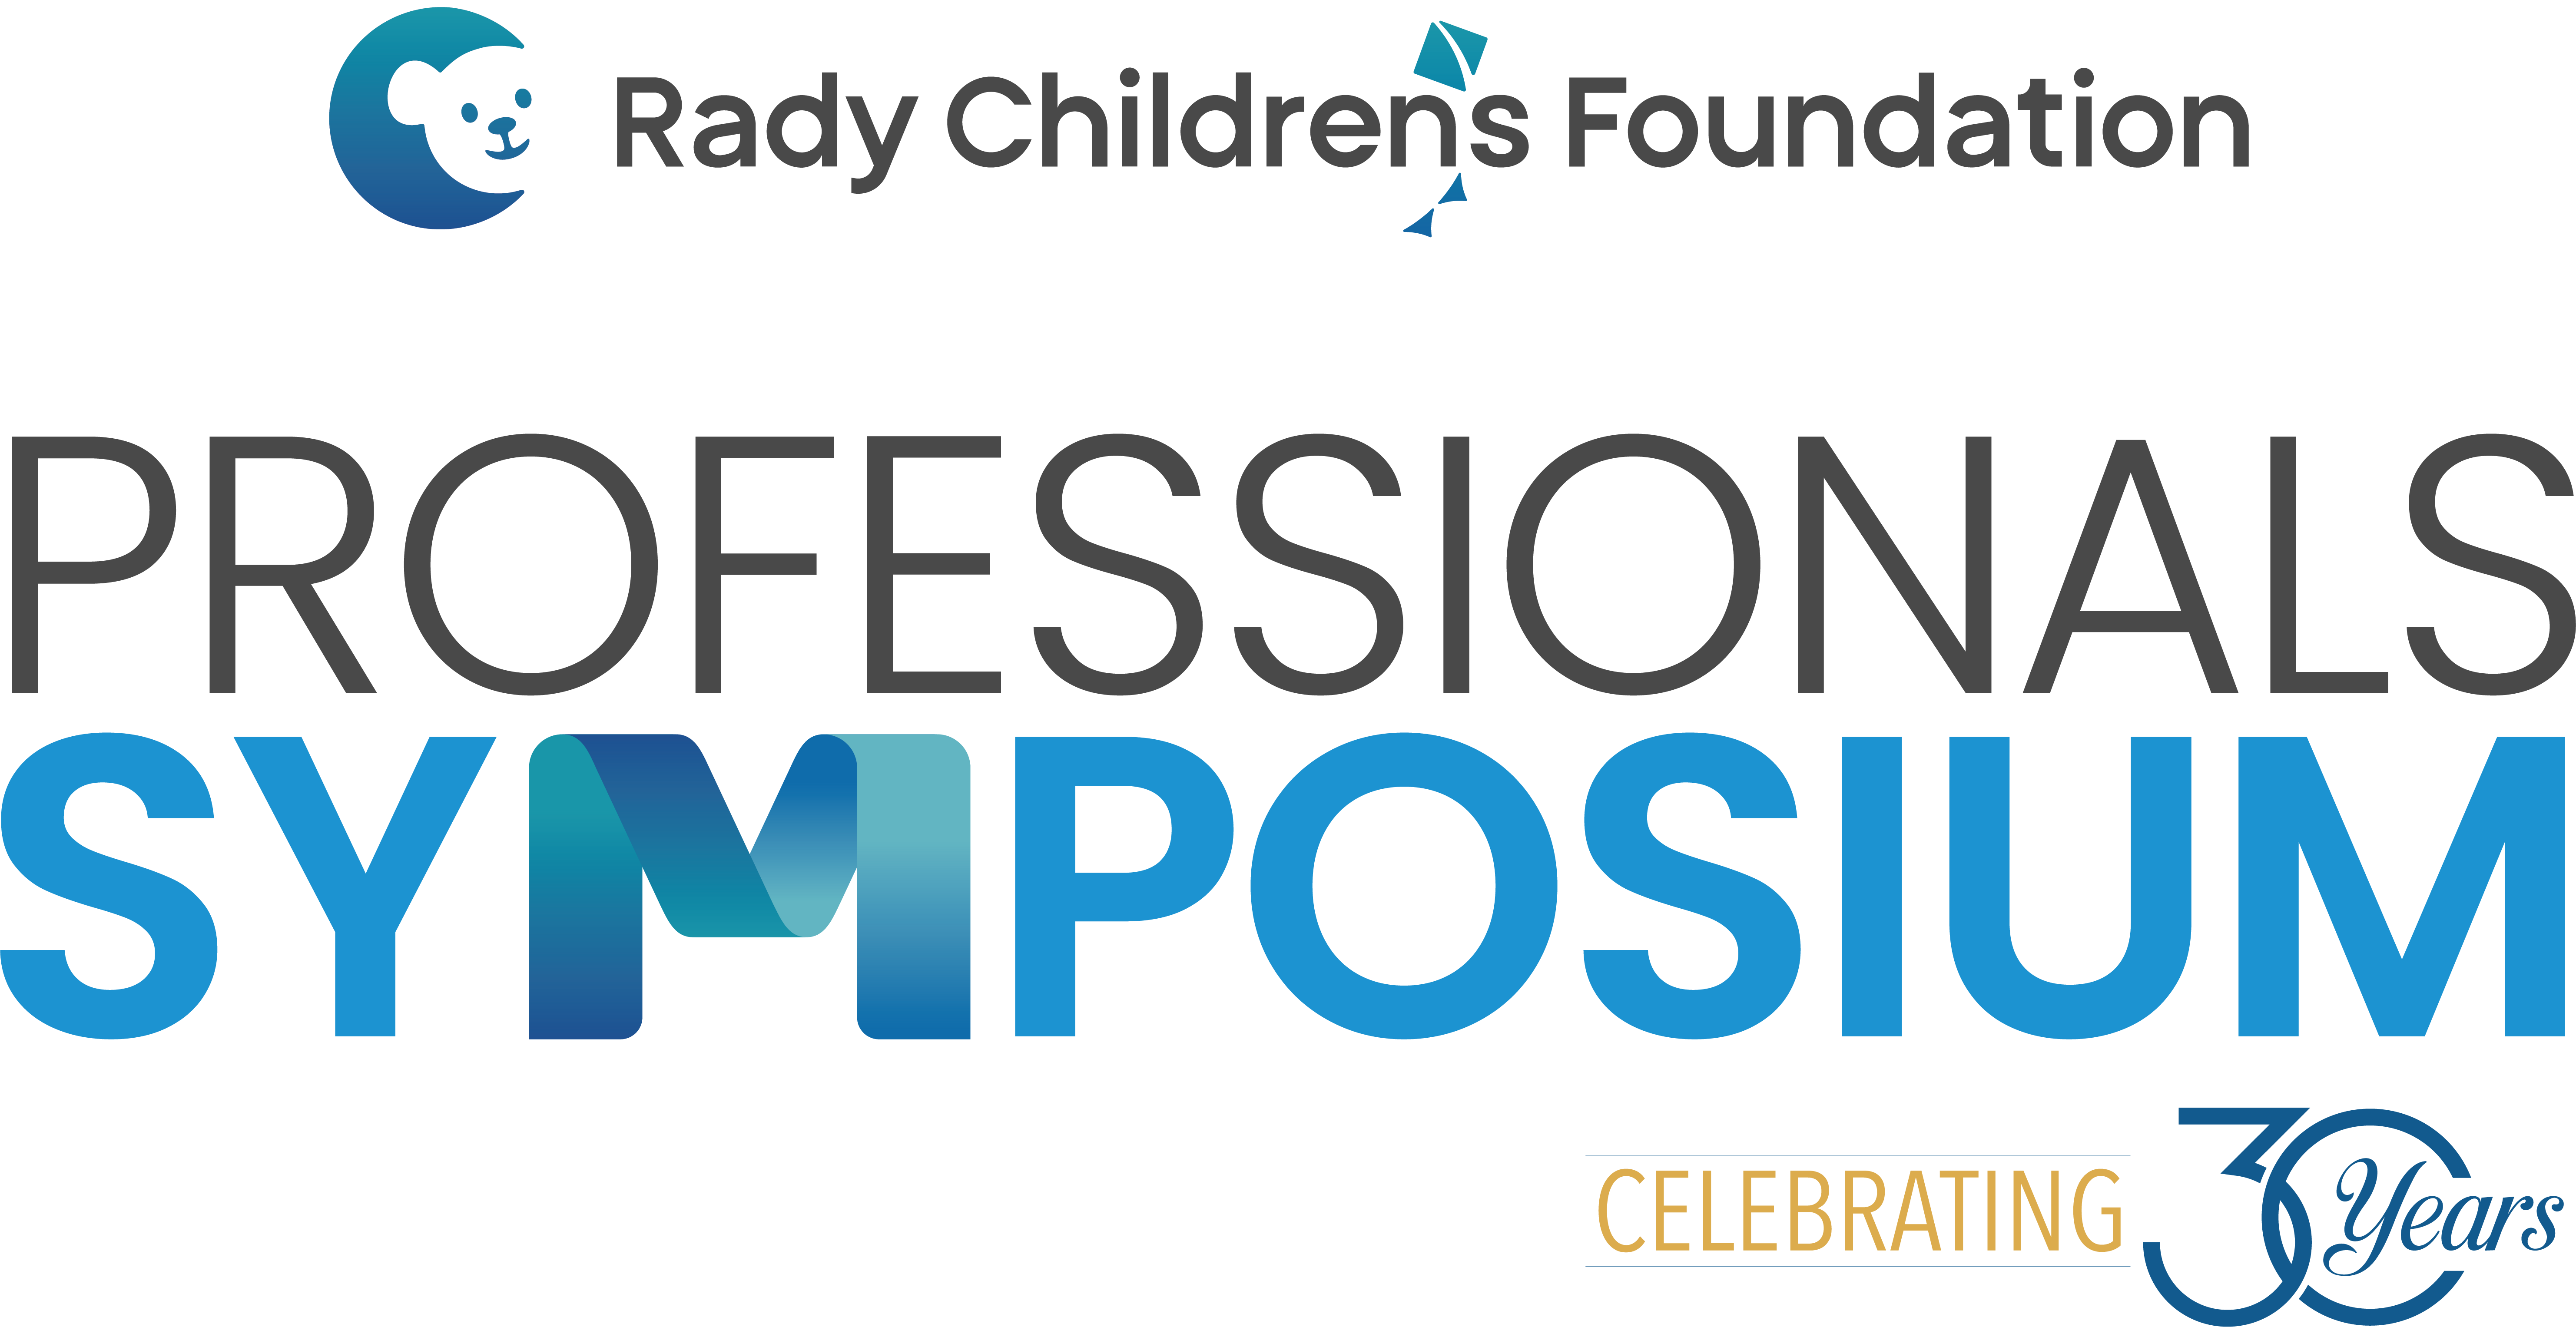 Rady Children's Foundation
PROFESSIONALS
SYMPOSIUM
CELEBRATING 30 Years